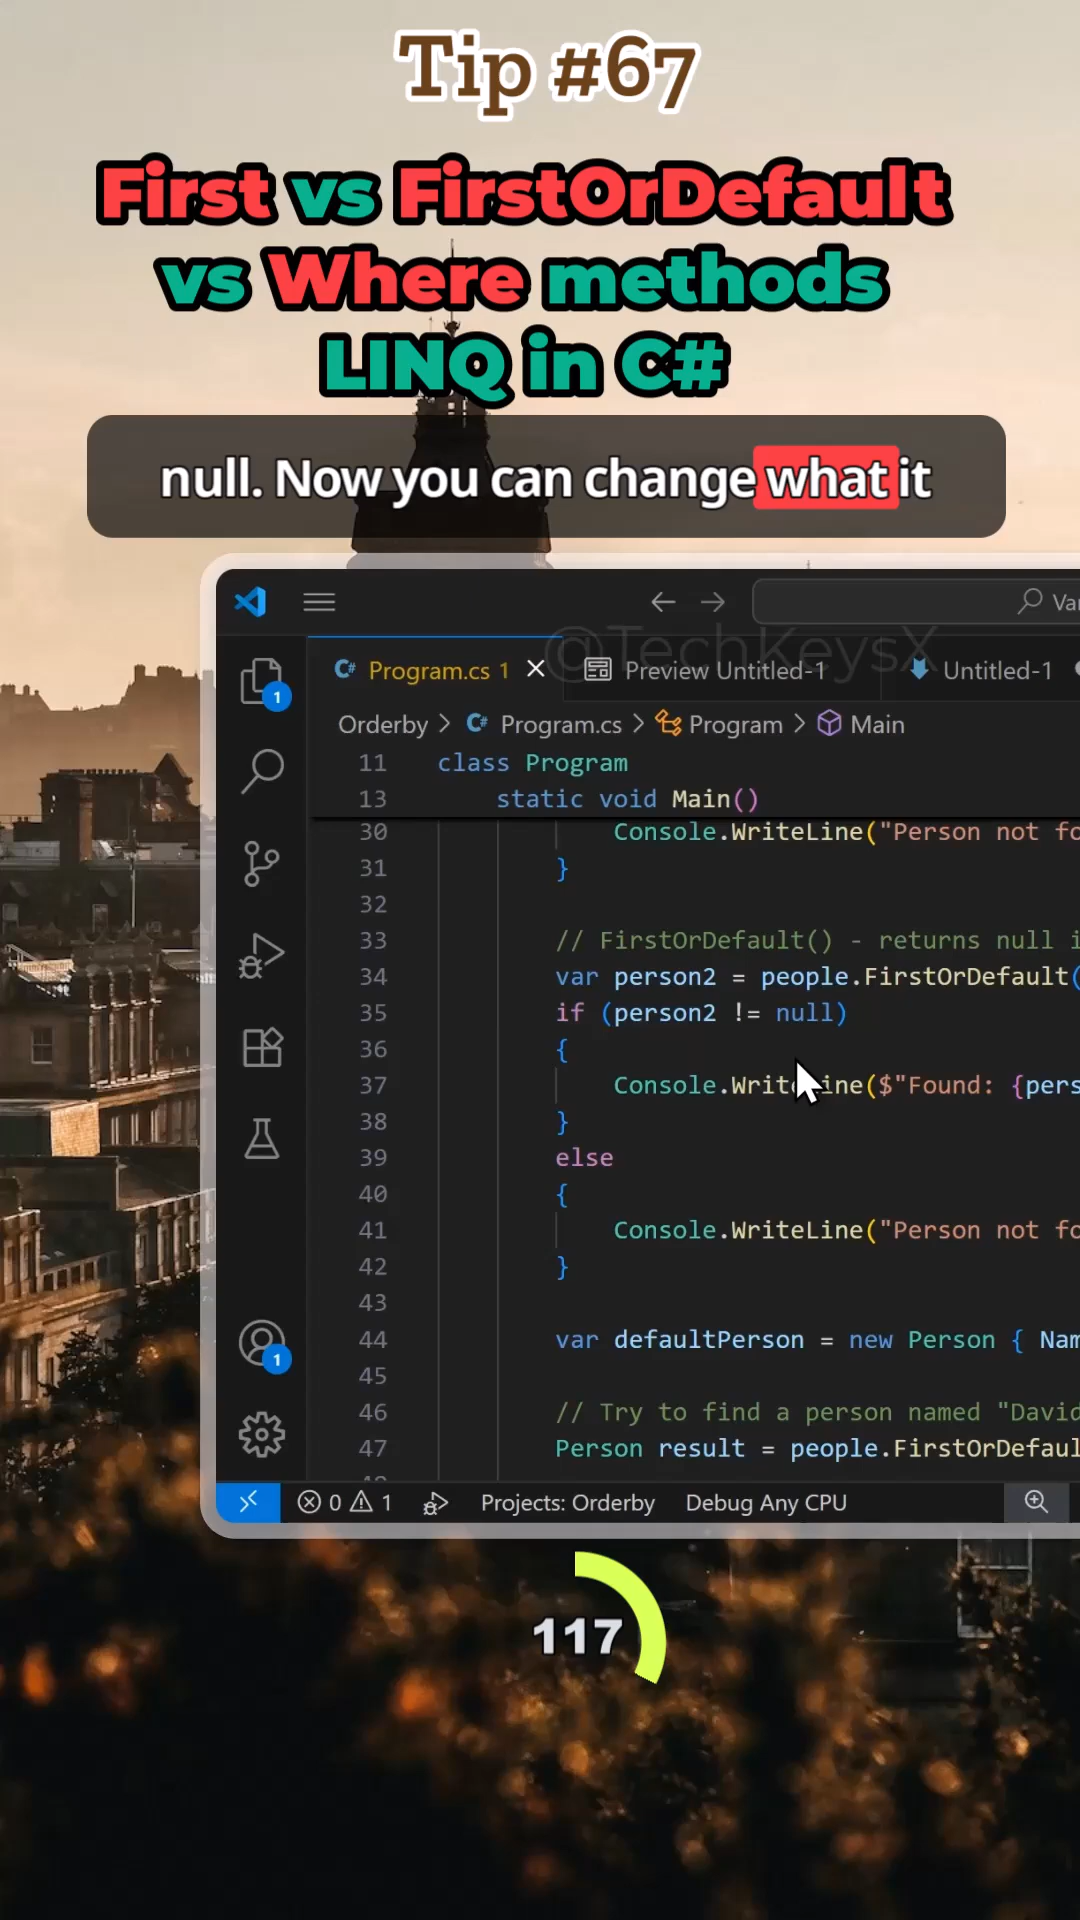 Tip #67
First vs FirstOrDefault
vs Where methods
LINQ in C#
null. Now you can change what it
Var
@TechKeysX
C# Program.cs 1
Preview Untitled-1
Untitled-1
Orderby > C# Program.cs > Program > Main
11 class Program
13 static void Main()
30 Console.WriteLine("Person not fo
31 }
32
33 // FirstOrDefault() - returns null i
34 var person2 = people.FirstOrDefault(
35 if (person2 != null)
36 {
37 Console.WriteLine($"Found: {pers
38 }
39 else
40 {
41 Console.WriteLine("Person not fo
42 }
43
44 var defaultPerson = new Person { Nam
45
46 // Try to find a person named "David
47 Person result = people.FirstOrDefaul
1
1
0 1 Projects: Orderby Debug Any CPU
117